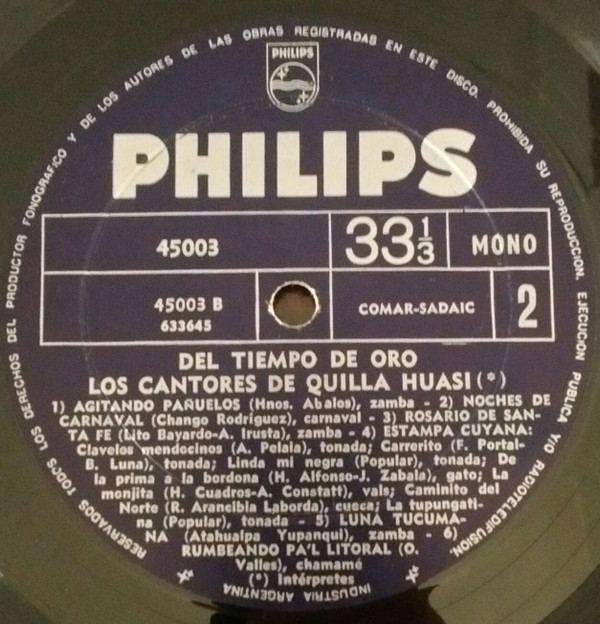 RESERVADOS TODOS LOS DERECHOS DEL PRODUCTOR FONOGRAFICO Y DE LOS AUTORES DE LAS OBRAS REGISTRADAS EN ESTE DISCO. PROHIBIDA SU REPRODUCCION, EJECUCION PUBLICA Y/O RADIOTELEDIFUSION.
PHILIPS
PHILIPS
45003
33 1/3
MONO
45003 B
633645
COMAR-SADAIC
2
DEL TIEMPO DE ORO
LOS CANTORES DE QUILLA HUASI (*)
1) AGITANDO PAÑUELOS (Hnos. Abalos), zamba - 2) NOCHES DE
CARNAVAL (Chango Rodríguez), carnaval - 3) ROSARIO DE SAN-
TA FE (Lito Bayardo-A. Irusta), zamba - 4) ESTAMPA CUYANA:
Clavelos mendocinos (A. Pelaia), tonada; Carrerito (F. Portal-
B. Luna), tonada; Linda mi negra (Popular), tonada; De
la prima a la bordona (H. Alfonso-J. Zabala), gato; La
monjita (H. Cuadros-A. Constatt), vals; Caminito del
Norte (R. Arancibia Laborda), cueca; La tupungati-
na (Popular), tonada - 5) LUNA TUCUMA-
NA (Atahualpa Yupanqui), zamba - 6)
RUMBEANDO PA'L LITORAL (O.
Valles), chamamé
(*) Intérpretes
INDUSTRIA ARGENTINA